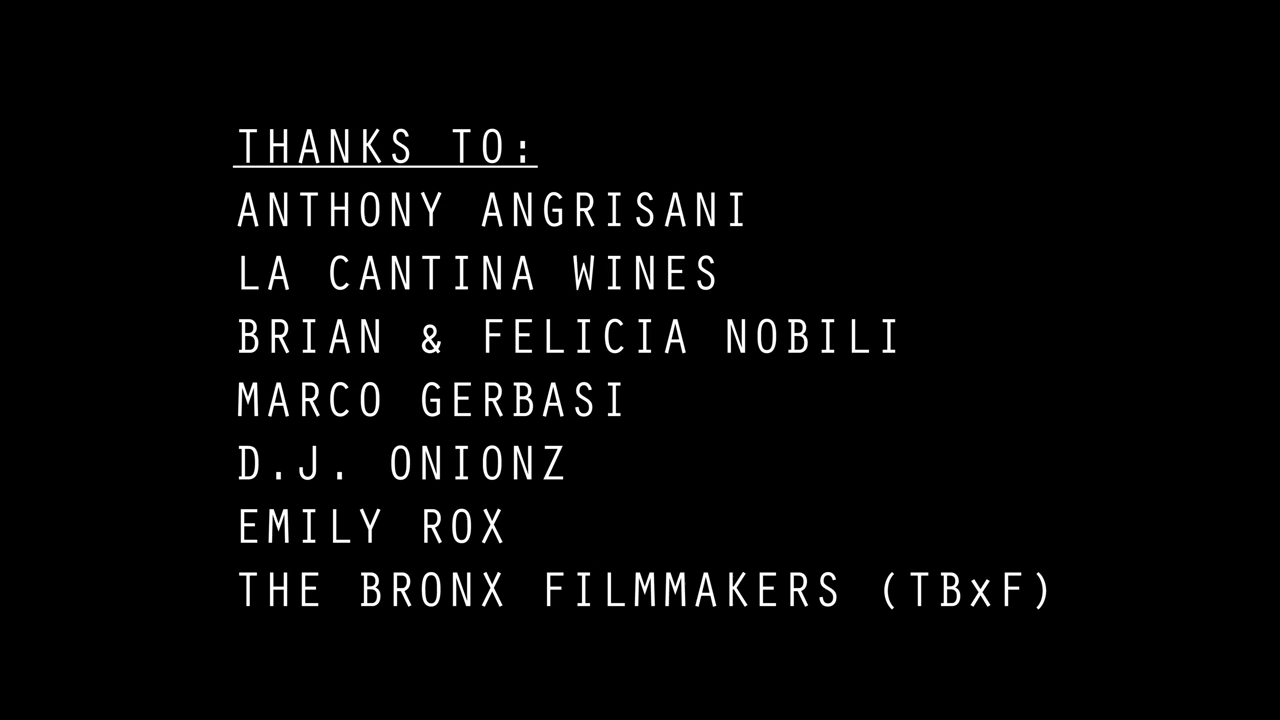 THANKS TO:
ANTHONY ANGRISANI
LA CANTINA WINES
BRIAN & FELICIA NOBILI
MARCO GERBASI
D.J. ONIONZ
EMILY ROX
THE BRONX FILMMAKERS (TBxF)